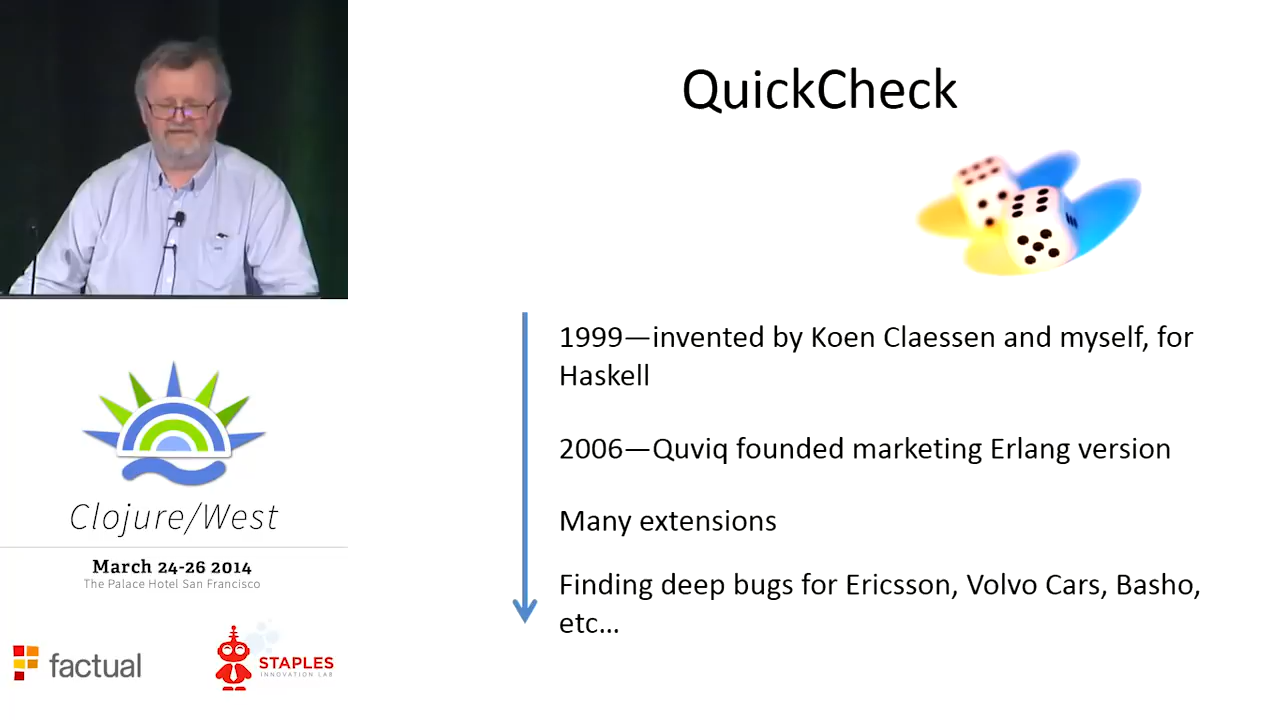 QuickCheck
1999—invented by Koen Claessen and myself, for
Haskell
2006—Quviq founded marketing Erlang version
Many extensions
Finding deep bugs for Ericsson, Volvo Cars, Basho,
etc…
Clojure/West
March 24-26 2014
The Palace Hotel San Francisco
factual
STAPLES
INNOVATION LAB